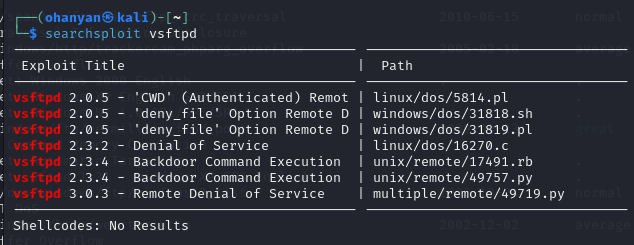 (ohanyan㉿kali)-[~]
$ searchsploit vsftpd
Exploit Title | Path
vsftpd 2.0.5 - 'CWD' (Authenticated) Remot | linux/dos/5814.pl
vsftpd 2.0.5 - 'deny_file' Option Remote D | windows/dos/31818.sh
vsftpd 2.0.5 - 'deny_file' Option Remote D | windows/dos/31819.pl
vsftpd 2.3.2 - Denial of Service | linux/dos/16270.c
vsftpd 2.3.4 - Backdoor Command Execution | unix/remote/17491.rb
vsftpd 2.3.4 - Backdoor Command Execution | unix/remote/49757.py
vsftpd 3.0.3 - Remote Denial of Service | multiple/remote/49719.py
Shellcodes: No Results